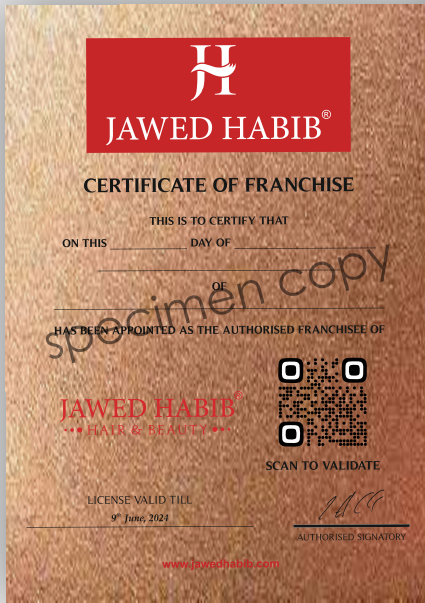 H
JAWED HABIB®
CERTIFICATE OF FRANCHISE
THIS IS TO CERTIFY THAT
ON THIS ____________ DAY OF ______________________
OF
specimen copy
HAS BEEN APPOINTED AS THE AUTHORISED FRANCHISEE OF
JAWED HABIB®
HAIR & BEAUTY
SCAN TO VALIDATE
LICENSE VALID TILL
9th June, 2024
AUTHORISED SIGNATORY
www.jawedhabib.com